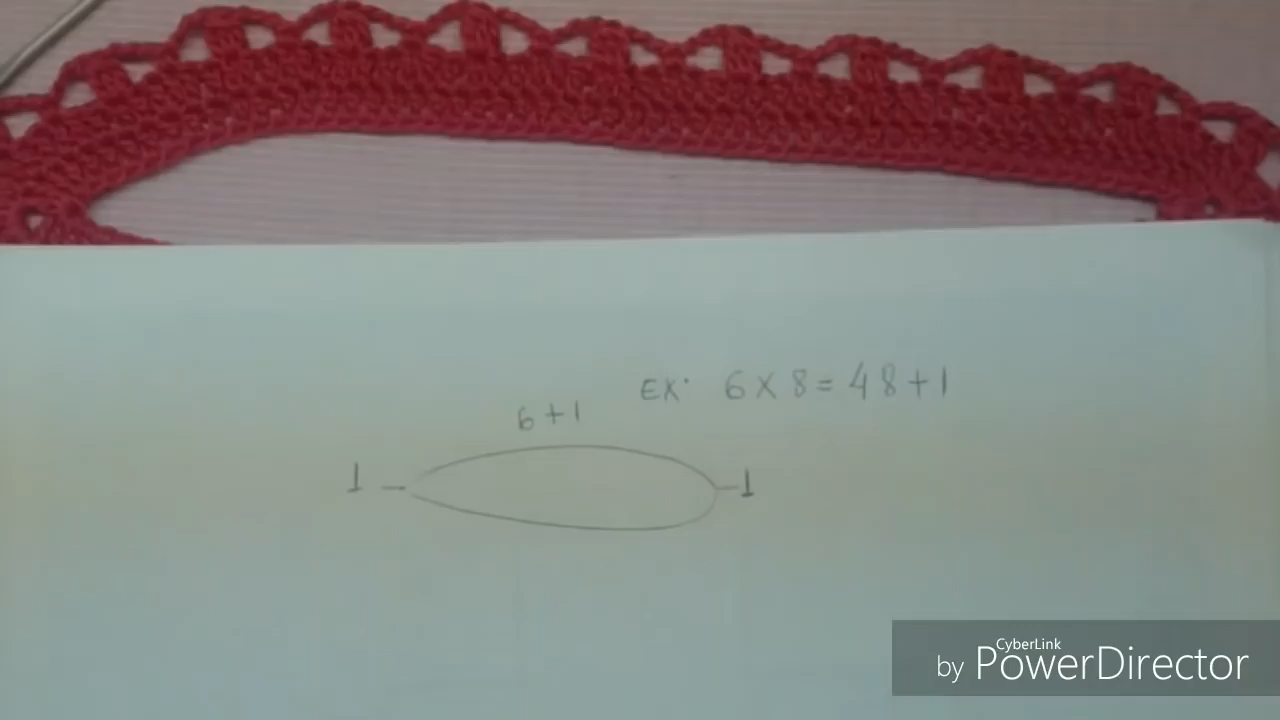 EX. 6 X 8 = 48 + 1
6 + 1
1 — — 1
CyberLink
by PowerDirector